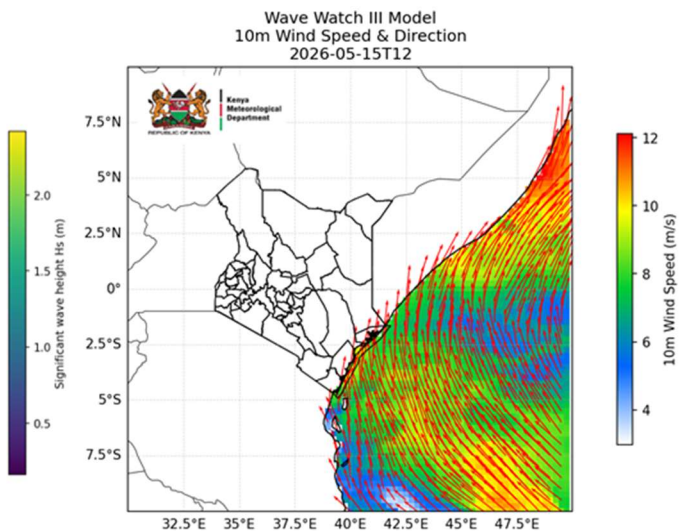 Wave Watch III Model
10m Wind Speed & Direction
2026-05-15T12
Kenya
Meteorological
Department
REPUBLIC OF KENYA
7.5°N
5°N
2.5°N
0°
2.5°S
5°S
7.5°S
32.5°E 35°E 37.5°E 40°E 42.5°E 45°E 47.5°E
2.0
1.5
1.0
0.5
Significant wave height Hs (m)
12
10
8
6
4
10m Wind Speed (m/s)